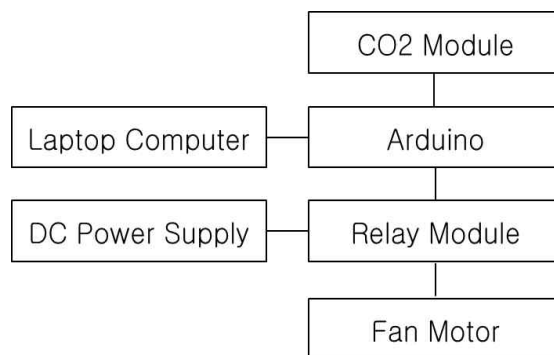 CO2 Module
Laptop Computer
Arduino
DC Power Supply
Relay Module
Fan Motor